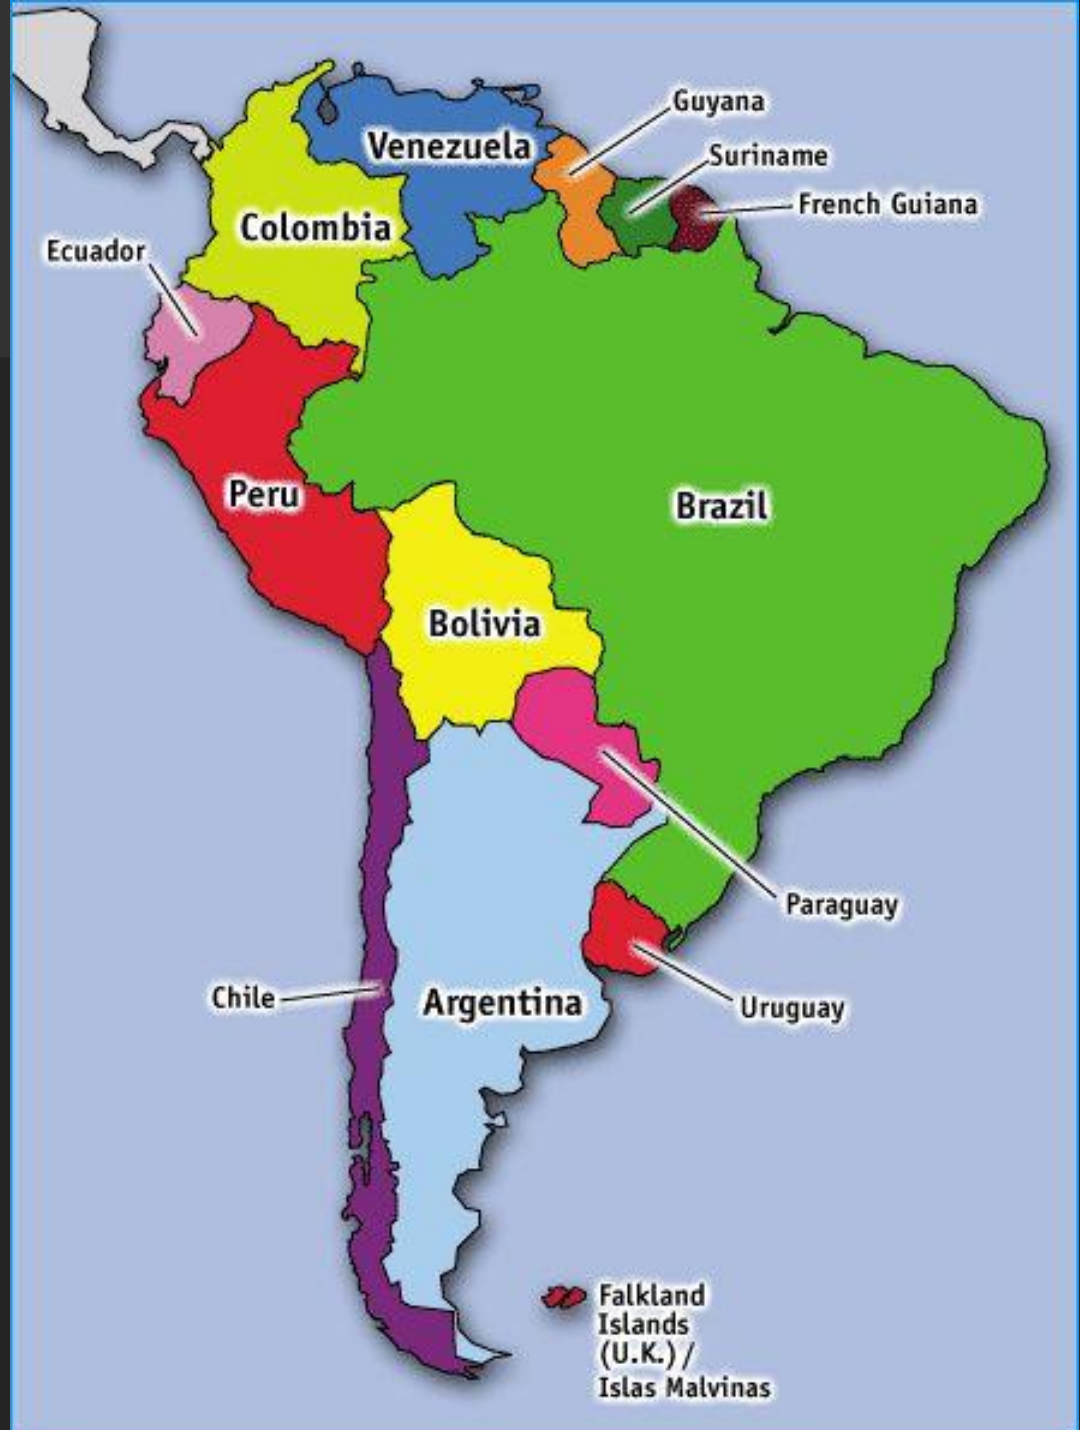 Guyana
Venezuela
Suriname
French Guiana
Colombia
Ecuador
Peru
Brazil
Bolivia
Paraguay
Chile
Argentina
Uruguay
Falkland
Islands
(U.K.)/
Islas Malvinas